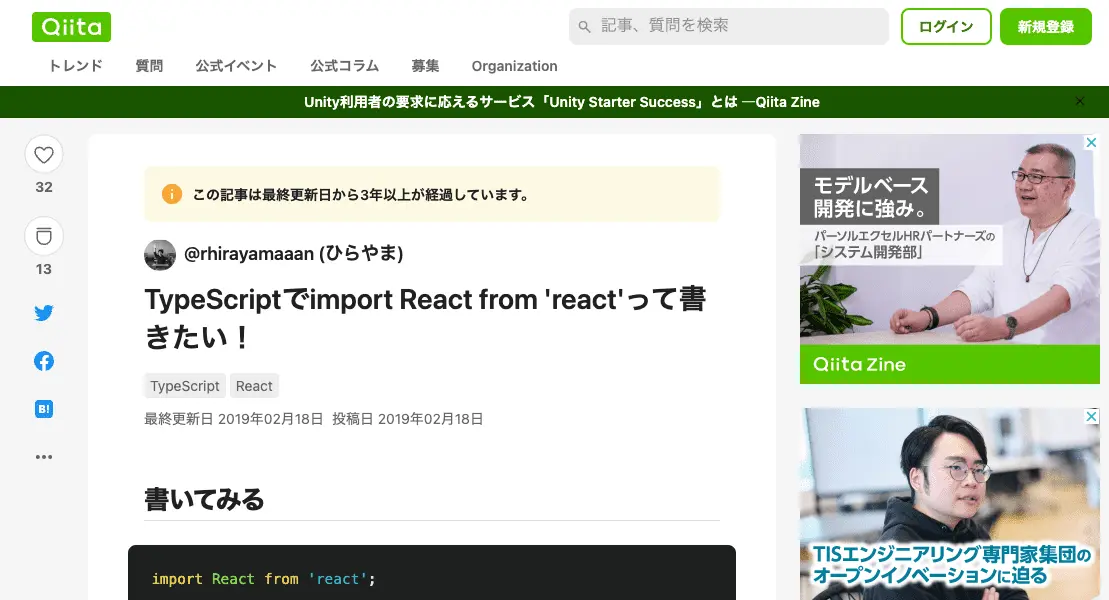 Qiita
記事、質問を検索
ログイン
新規登録
トレンド
質問
公式イベント
公式コラム
募集
Organization
Unity利用者の要求に応えるサービス「Unity Starter Success」とは ―Qiita Zine
32
13
B!
この記事は最終更新日から3年以上が経過しています。
@rhirayamaaan (ひらやま)
TypeScriptでimport React from 'react'って書
きたい！
TypeScript
React
最終更新日 2019年02月18日 投稿日 2019年02月18日
書いてみる
import React from 'react';
モデルベース
開発に強み。
パーソルエクセルHRパートナーズの
「システム開発部」
Qiita Zine
TISエンジニアリング専門家集団の
オープンイノベーションに迫る